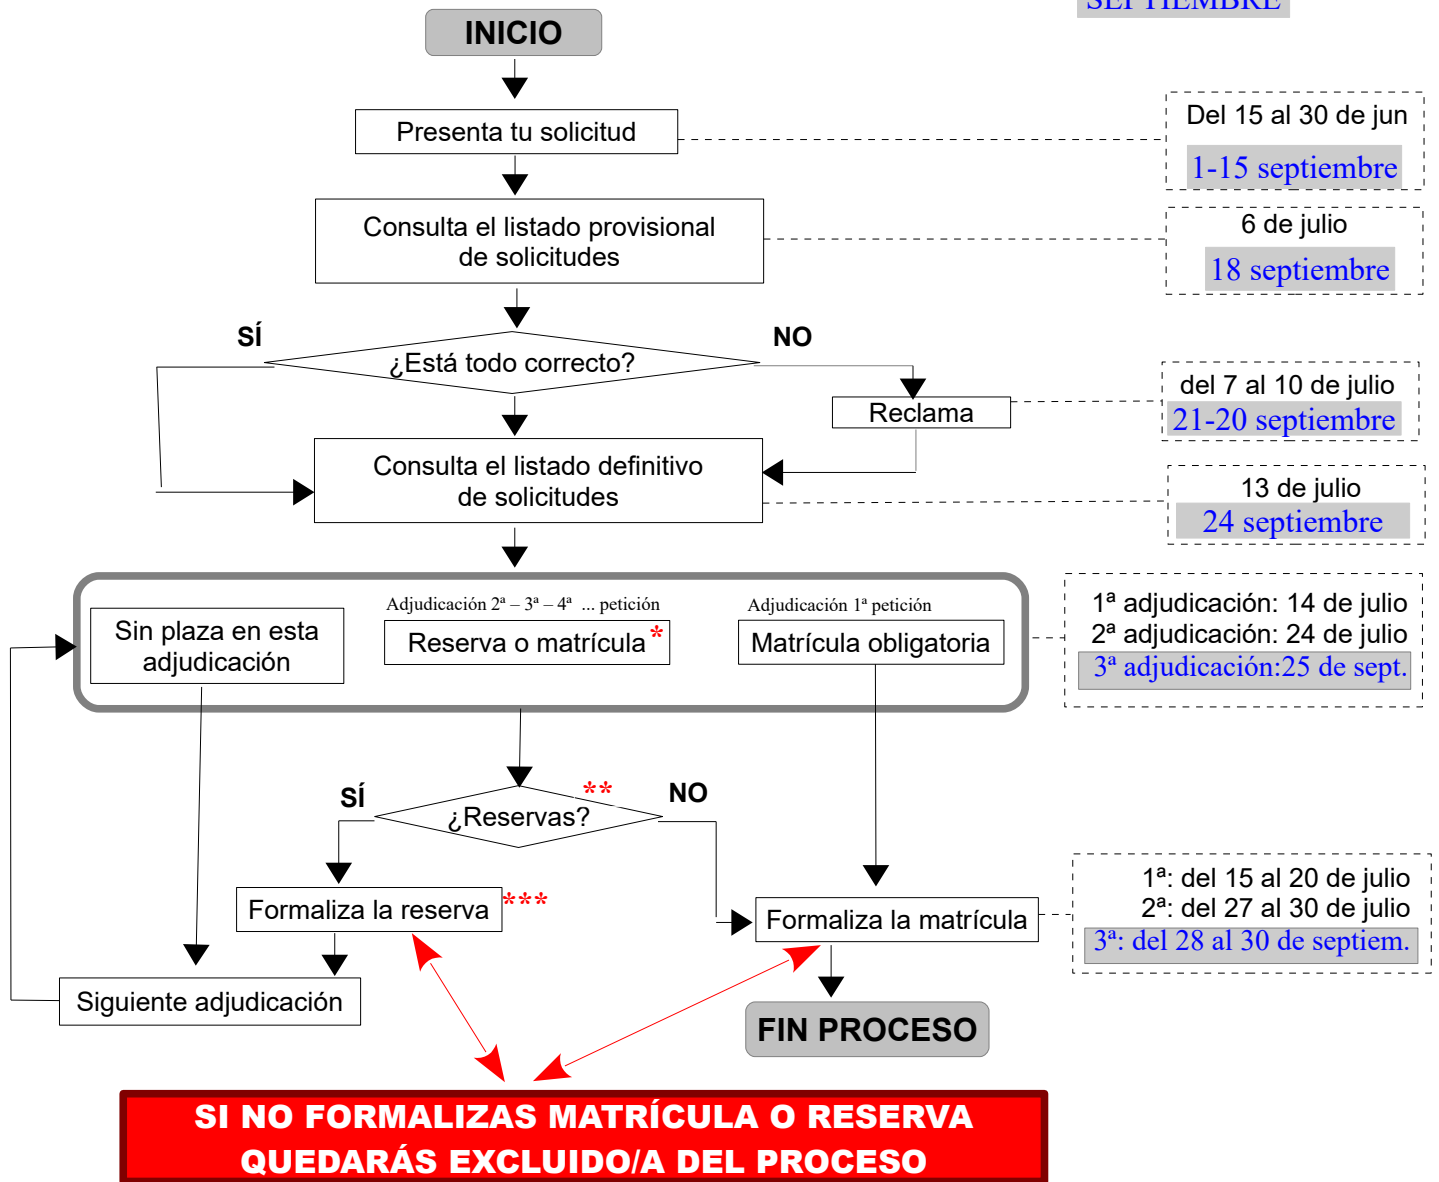 SEPTIEMBRE
INICIO
Presenta tu solicitud
Del 15 al 30 de jun
1-15 septiembre
Consulta el listado provisional
de solicitudes
6 de julio
18 septiembre
SÍ
NO
¿Está todo correcto?
Reclama
del 7 al 10 de julio
21-20 septiembre
Consulta el listado definitivo
de solicitudes
13 de julio
24 septiembre
Sin plaza en esta
adjudicación
Adjudicación 2ª – 3ª – 4ª ... petición
Reserva o matrícula *
Adjudicación 1ª petición
Matrícula obligatoria
1ª adjudicación: 14 de julio
2ª adjudicación: 24 de julio
3ª adjudicación:25 de sept.
SÍ
**
NO
¿Reservas?
Formaliza la reserva ***
Formaliza la matrícula
1ª: del 15 al 20 de julio
2ª: del 27 al 30 de julio
3ª: del 28 al 30 de septiem.
Siguiente adjudicación
FIN PROCESO
SI NO FORMALIZAS MATRÍCULA O RESERVA
QUEDARÁS EXCLUIDO/A DEL PROCESO